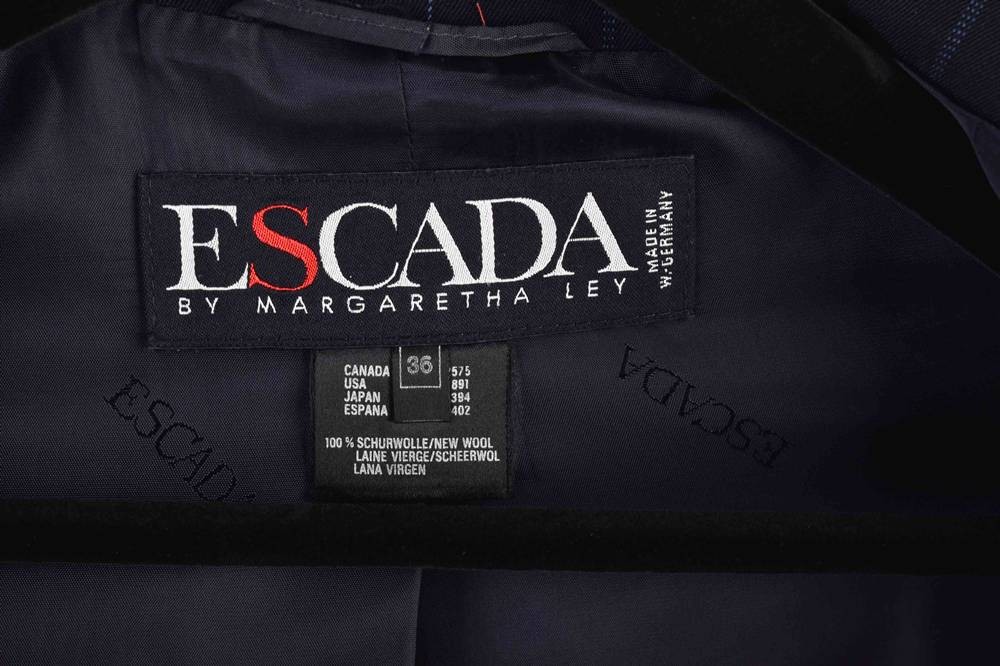 ESCADA
BY MARGARETHA LEY
MADE IN
W.-GERMANY
36
CANADA 575
USA 891
JAPAN 394
ESPANA 402
100 % SCHURWOLLE/NEW WOOL
LAINE VIERGE/SCHEERWOL
LANA VIRGEN
ESCADA
ESCADA